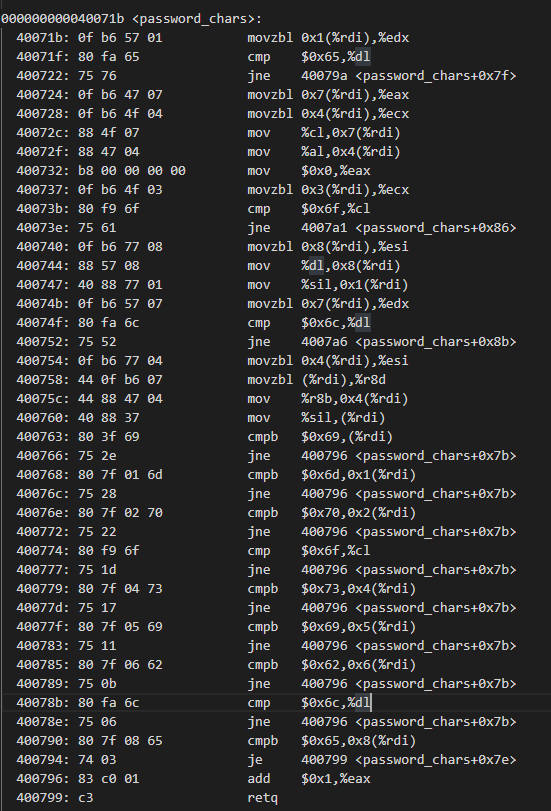 000000000040071b <password_chars>:
40071b: 0f b6 57 01 movzbl 0x1(%rdi),%edx
40071f: 80 fa 65 cmp $0x65,%dl
400722: 75 76 jne 40079a <password_chars+0x7f>
400724: 0f b6 47 07 movzbl 0x7(%rdi),%eax
400728: 0f b6 4f 04 movzbl 0x4(%rdi),%ecx
40072c: 88 4f 07 mov %cl,0x7(%rdi)
40072f: 88 47 04 mov %al,0x4(%rdi)
400732: b8 00 00 00 00 mov $0x0,%eax
400737: 0f b6 4f 03 movzbl 0x3(%rdi),%ecx
40073b: 80 f9 6f cmp $0x6f,%cl
40073e: 75 61 jne 4007a1 <password_chars+0x86>
400740: 0f b6 77 08 movzbl 0x8(%rdi),%esi
400744: 88 57 08 mov %dl,0x8(%rdi)
400747: 40 88 77 01 mov %sil,0x1(%rdi)
40074b: 0f b6 57 07 movzbl 0x7(%rdi),%edx
40074f: 80 fa 6c cmp $0x6c,%dl
400752: 75 52 jne 4007a6 <password_chars+0x8b>
400754: 0f b6 77 04 movzbl 0x4(%rdi),%esi
400758: 44 0f b6 07 movzbl (%rdi),%r8d
40075c: 44 88 47 04 mov %r8b,0x4(%rdi)
400760: 40 88 37 mov %sil,(%rdi)
400763: 80 3f 69 cmpb $0x69,(%rdi)
400766: 75 2e jne 400796 <password_chars+0x7b>
400768: 80 7f 01 6d cmpb $0x6d,0x1(%rdi)
40076c: 75 28 jne 400796 <password_chars+0x7b>
40076e: 80 7f 02 70 cmpb $0x70,0x2(%rdi)
400772: 75 22 jne 400796 <password_chars+0x7b>
400774: 80 f9 6f cmp $0x6f,%cl
400777: 75 1d jne 400796 <password_chars+0x7b>
400779: 80 7f 04 73 cmpb $0x73,0x4(%rdi)
40077d: 75 17 jne 400796 <password_chars+0x7b>
40077f: 80 7f 05 69 cmpb $0x69,0x5(%rdi)
400783: 75 11 jne 400796 <password_chars+0x7b>
400785: 80 7f 06 62 cmpb $0x62,0x6(%rdi)
400789: 75 0b jne 400796 <password_chars+0x7b>
40078b: 80 fa 6c cmp $0x6c,%dl
40078e: 75 06 jne 400796 <password_chars+0x7b>
400790: 80 7f 08 65 cmpb $0x65,0x8(%rdi)
400794: 74 03 je 400799 <password_chars+0x7e>
400796: 83 c0 01 add $0x1,%eax
400799: c3 retq